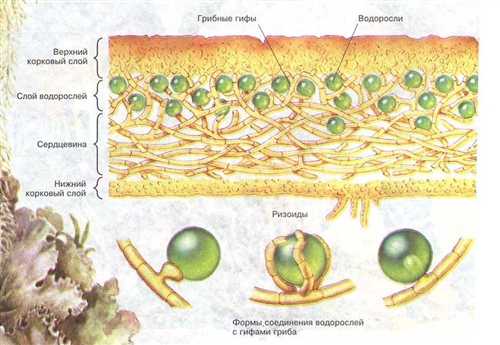 Грибные гифы
Водоросли
Верхний
корковый слой
Слой водорослей
Сердцевина
Нижний
корковый слой
Ризоиды
Формы соединения водорослей
с гифами гриба